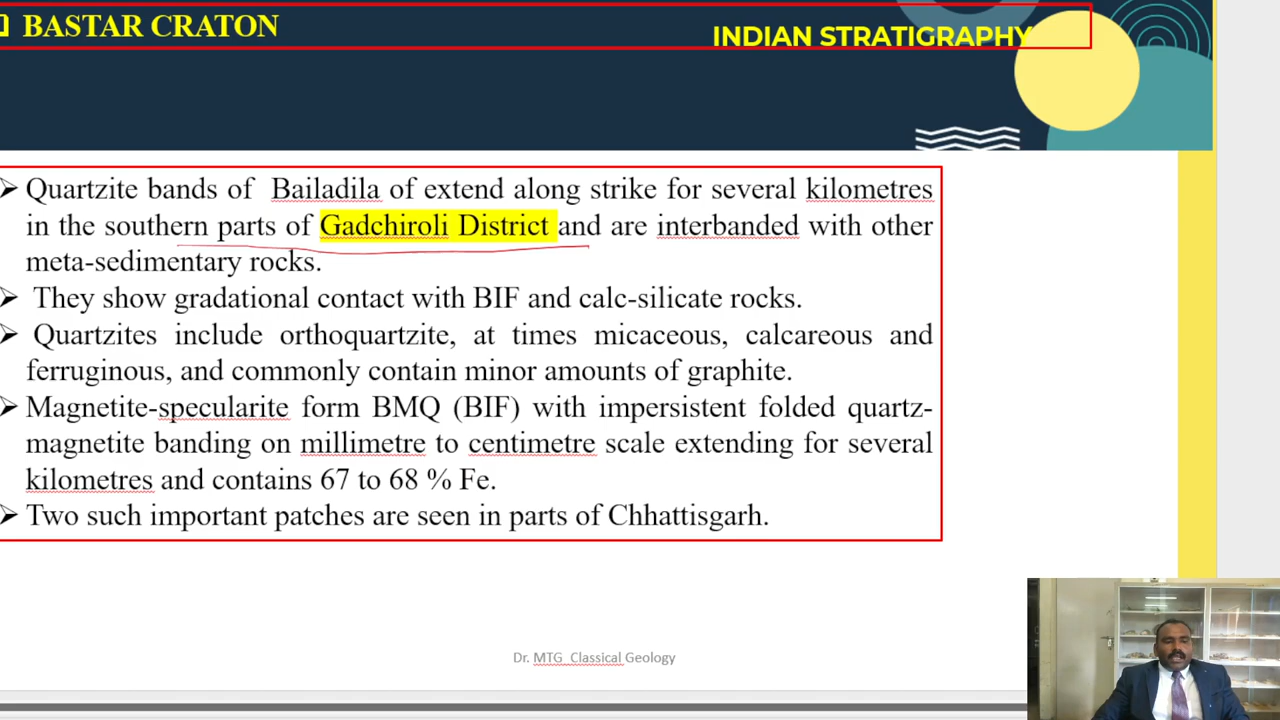 BASTAR CRATON
INDIAN STRATIGRAPHY
Quartzite bands of Bailadila of extend along strike for several kilometres
in the southern parts of Gadchiroli District and are interbanded with other
meta-sedimentary rocks.
They show gradational contact with BIF and calc-silicate rocks.
Quartzites include orthoquartzite, at times micaceous, calcareous and
ferruginous, and commonly contain minor amounts of graphite.
Magnetite-specularite form BMQ (BIF) with impersistent folded quartz-
magnetite banding on millimetre to centimetre scale extending for several
kilometres and contains 67 to 68 % Fe.
Two such important patches are seen in parts of Chhattisgarh.
Dr. MTG Classical Geology